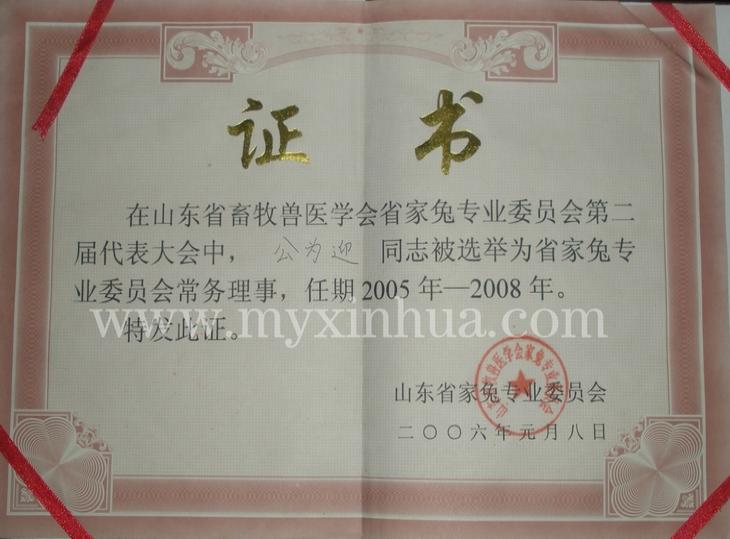 证书
在山东省畜牧兽医学会省家兔专业委员会第二
届代表大会中，公为迎 同志被选举为省家兔专
业委员会常务理事，任期2005年—2008年。
特发此证。
www.myxinhua.com
山东省家兔专业委员会
二〇〇六年元月八日